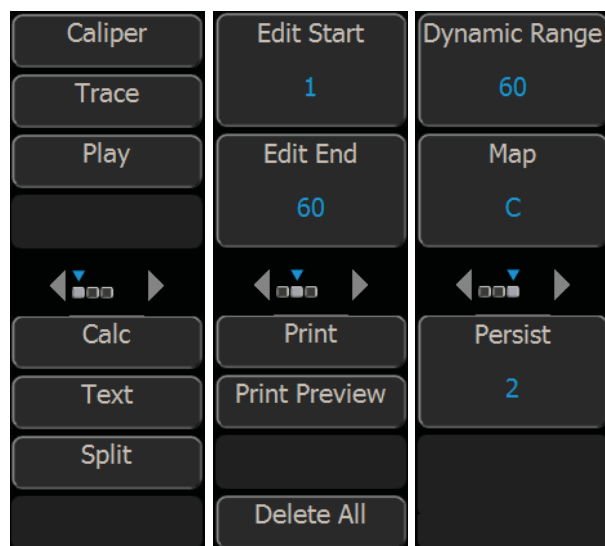 Caliper
Trace
Play
Calc
Text
Split
Edit Start
1
Edit End
60
Print
Print Preview
Delete All
Dynamic Range
60
Map
C
Persist
2